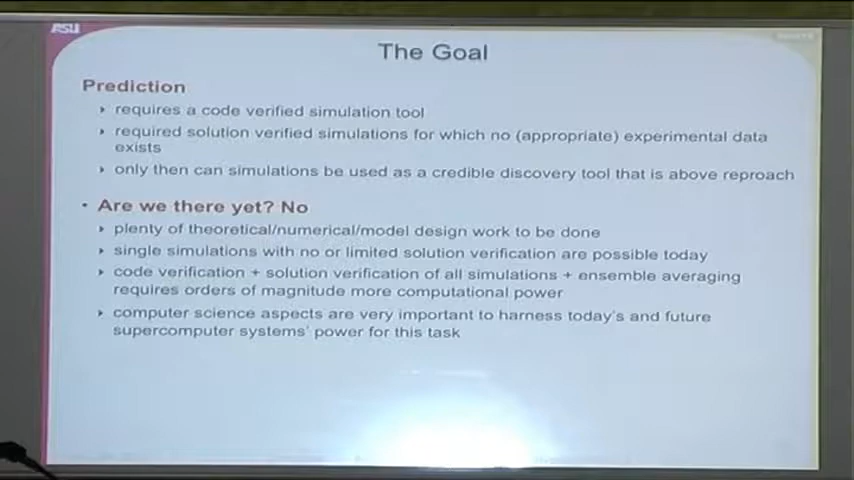 ASU
The Goal
Prediction
requires a code verified simulation tool
required solution verified simulations for which no (appropriate) experimental data
exists
only then can simulations be used as a credible discovery tool that is above reproach
• Are we there yet? No
plenty of theoretical/numerical/model design work to be done
single simulations with no or limited solution verification are possible today
code verification + solution verification of all simulations + ensemble averaging
requires orders of magnitude more computational power
computer science aspects are very important to harness today's and future
supercomputer systems' power for this task